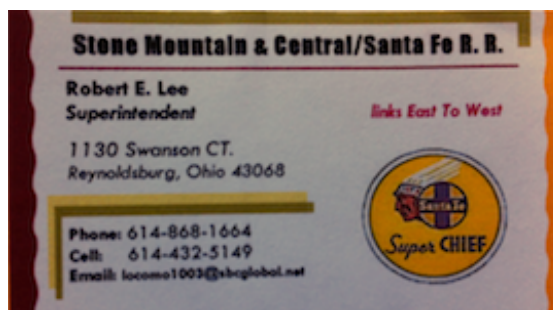 Stone Mountain & Central/Santa Fe R. R.
Robert E. Lee
Superintendent
links East To West
1130 Swanson CT.
Reynoldsburg, Ohio 43068
Phone: 614-868-1664
Cell: 614-432-5149
Email: locomo1003@sbcglobal.net
Santa Fe
Super CHIEF